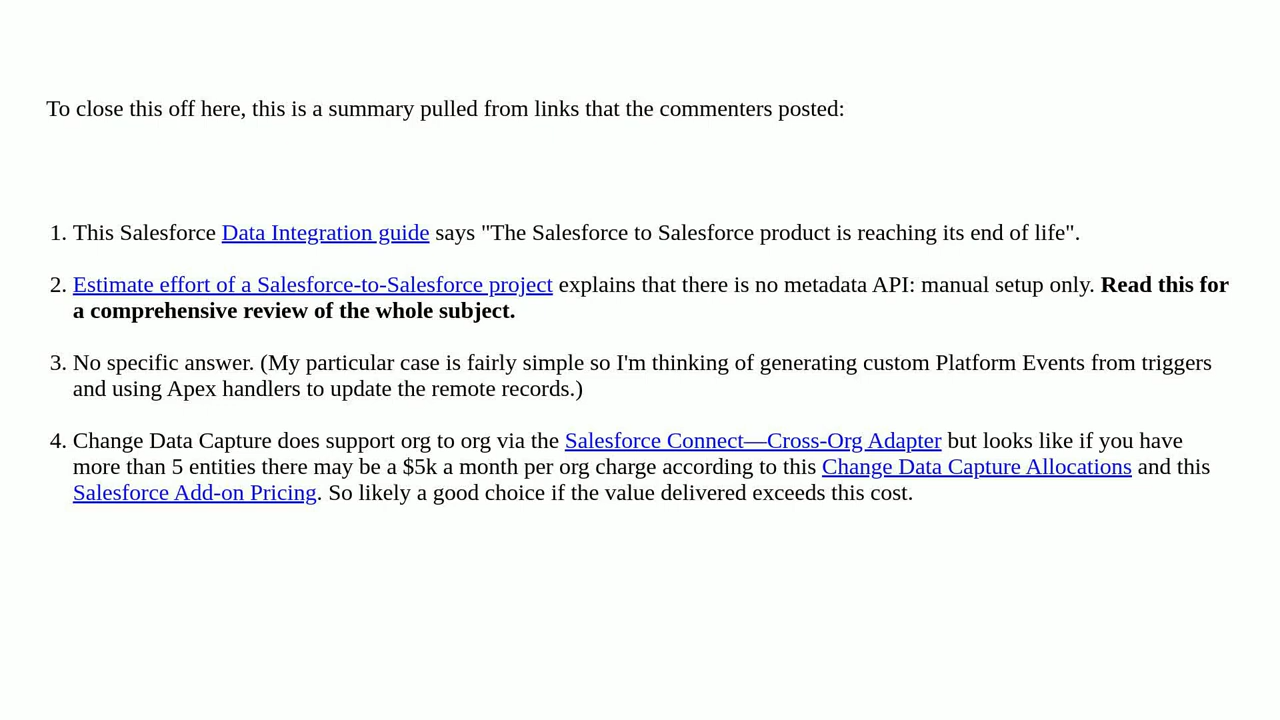 To close this off here, this is a summary pulled from links that the commenters posted:
1. This Salesforce Data Integration guide says "The Salesforce to Salesforce product is reaching its end of life".
2. Estimate effort of a Salesforce-to-Salesforce project explains that there is no metadata API: manual setup only. Read this for
a comprehensive review of the whole subject.
3. No specific answer. (My particular case is fairly simple so I'm thinking of generating custom Platform Events from triggers
and using Apex handlers to update the remote records.)
4. Change Data Capture does support org to org via the Salesforce Connect—Cross-Org Adapter but looks like if you have
more than 5 entities there may be a $5k a month per org charge according to this Change Data Capture Allocations and this
Salesforce Add-on Pricing. So likely a good choice if the value delivered exceeds this cost.